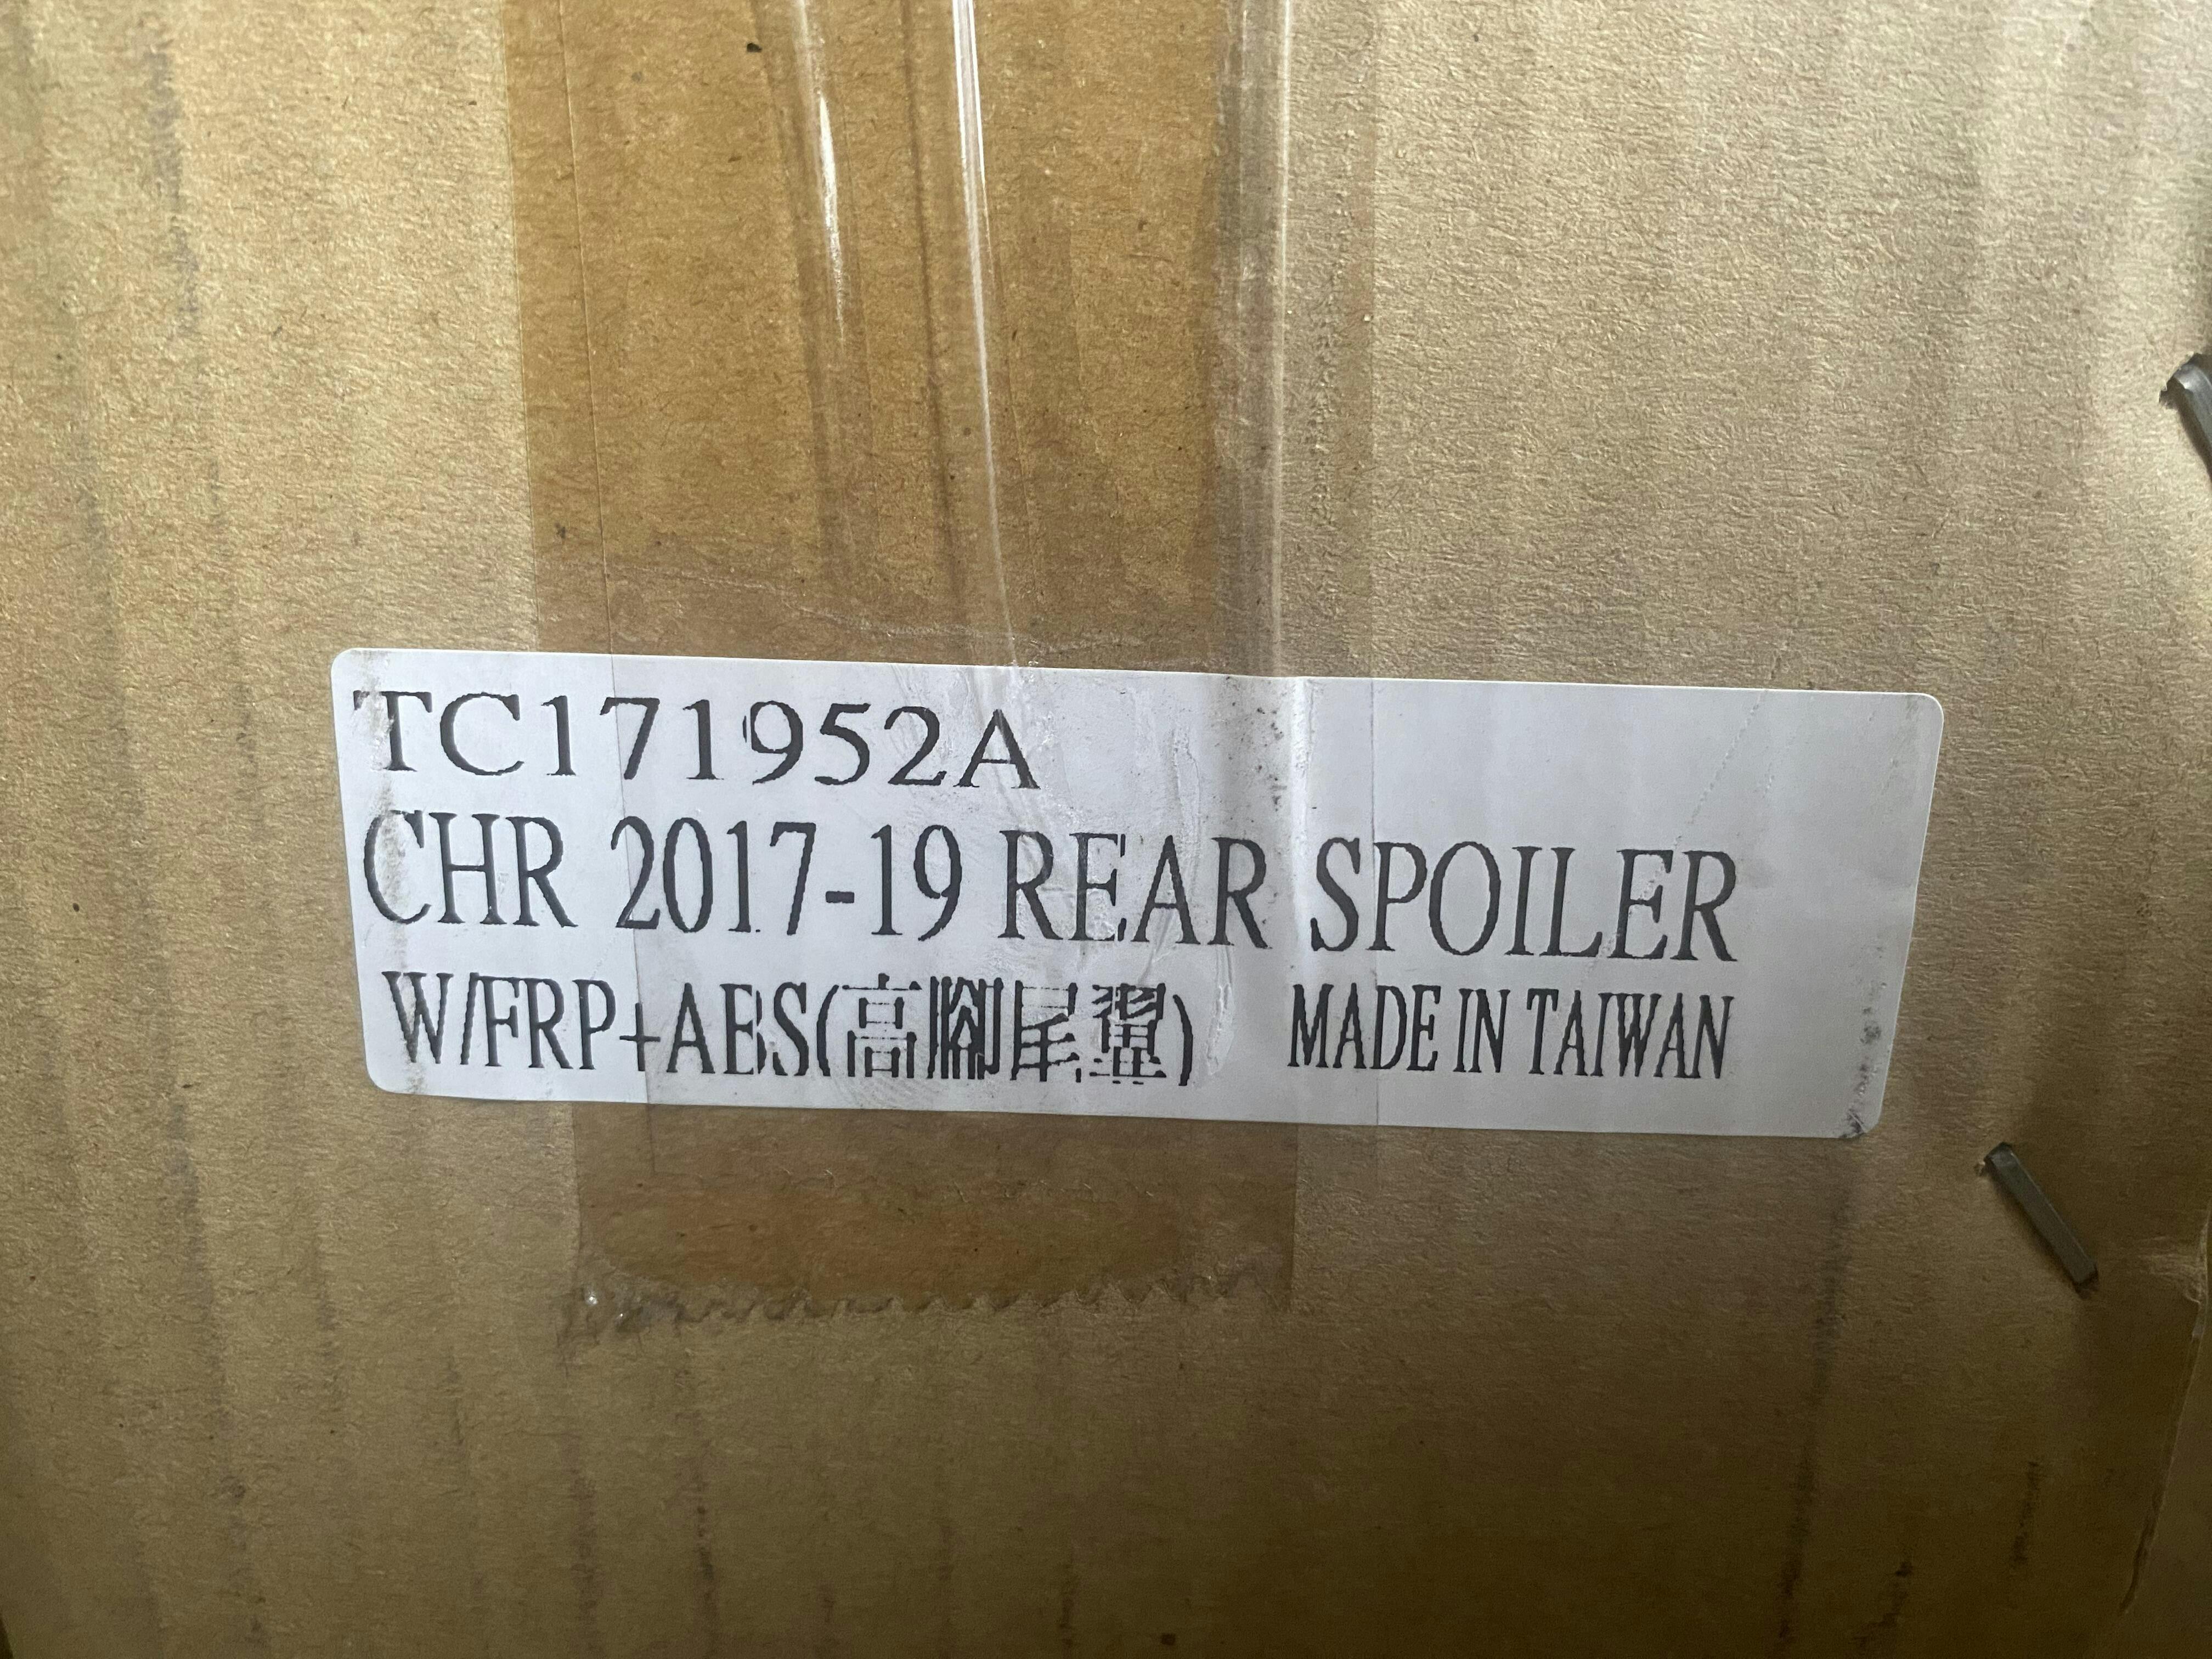 TC171952A
CHR 2017-19 REAR SPOILER
W/FRP+ABS(高腳尾翼) MADE IN TAIWAN